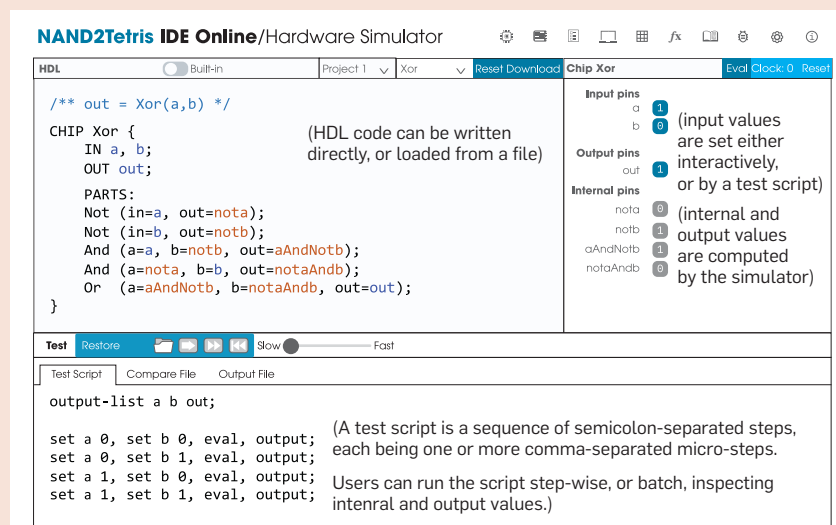 NAND2Tetris IDE Online/Hardware Simulator fx
HDL Built-in Project 1 Xor Reset Download Chip Xor Eval Clock: 0 Reset
/** out = Xor(a,b) */
CHIP Xor {
    IN a, b;
    OUT out;
    PARTS:
    Not (in=a, out=nota);
    Not (in=b, out=notb);
    And (a=a, b=notb, out=aAndNotb);
    And (a=nota, b=b, out=notaAndb);
    Or  (a=aAndNotb, b=notaAndb, out=out);
}
(HDL code can be written
directly, or loaded from a file)
Input pins
a 1
b 0
Output pins
out 1
Internal pins
nota 0
notb 1
aAndNotb 1
notaAndb 0
(input values
are set either
interactively,
or by a test script)
(internal and
output values
are computed
by the simulator)
Test Restore Slow Fast
Test Script Compare File Output File
output-list a b out;
set a 0, set b 0, eval, output;
set a 0, set b 1, eval, output;
set a 1, set b 0, eval, output;
set a 1, set b 1, eval, output;
(A test script is a sequence of semicolon-separated steps,
each being one or more comma-separated micro-steps.
Users can run the script step-wise, or batch, inspecting
intenral and output values.)